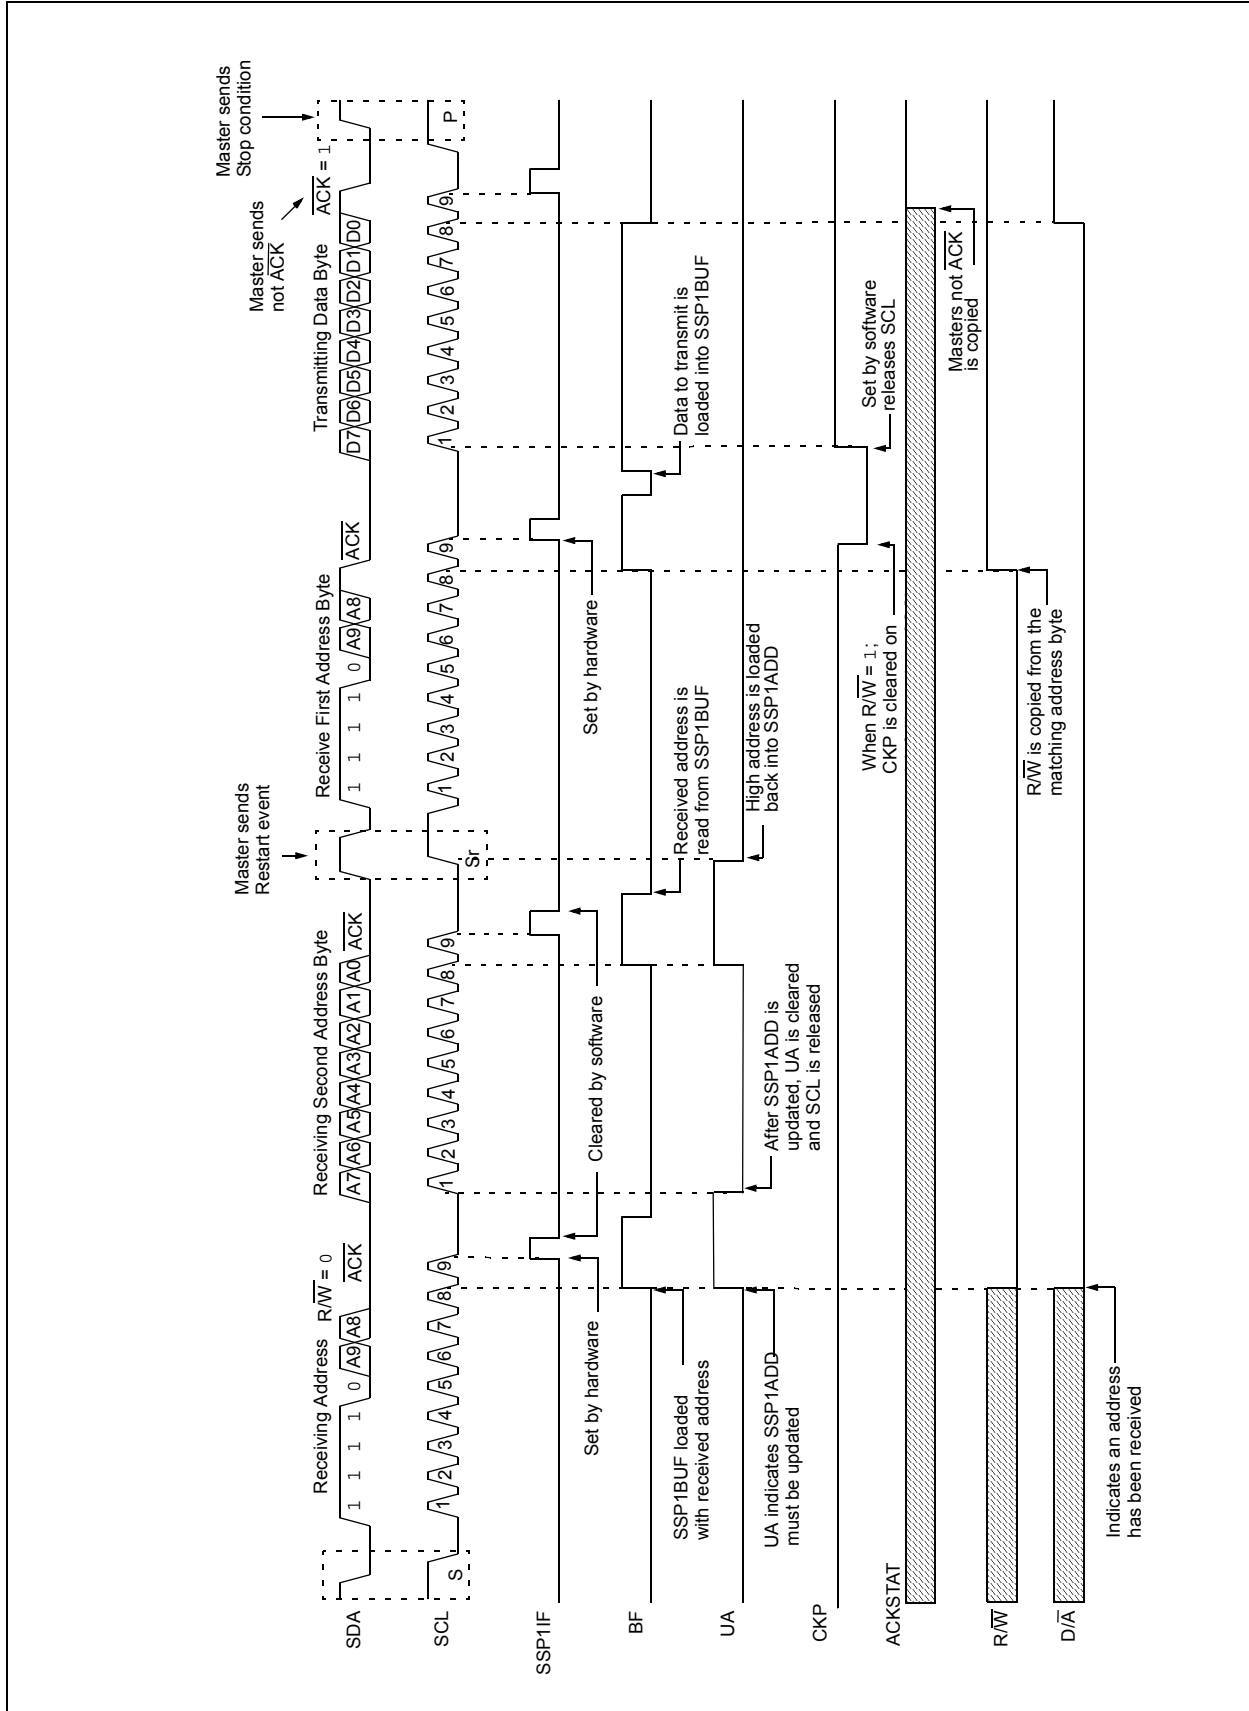 Master sends
Stop condition
Master sends
not ACK
Master sends
Restart event
Receiving Address R/W = 0
Receiving Second Address Byte
Receive First Address Byte
Transmitting Data Byte
ACK = 1
SDA
1 1 1 1 0 A9 A8 ACK
A7 A6 A5 A4 A3 A2 A1 A0 ACK
1 1 1 1 0 A9 A8 ACK
D7 D6 D5 D4 D3 D2 D1 D0
SCL
S
1 2 3 4 5 6 7 8 9
1 2 3 4 5 6 7 8 9
Sr
1 2 3 4 5 6 7 8 9
1 2 3 4 5 6 7 8 9
P
SSP1IF
Set by hardware
Cleared by software
Set by hardware
BF
SSP1BUF loaded
with received address
Received address is
read from SSP1BUF
Data to transmit is
loaded into SSP1BUF
UA
UA indicates SSP1ADD
must be updated
After SSP1ADD is
updated, UA is cleared
and SCL is released
High address is loaded
back into SSP1ADD
CKP
When R/W = 1;
CKP is cleared on
Set by software
releases SCL
ACKSTAT
Masters not ACK
is copied
R/W
R/W is copied from the
matching address byte
D/A
Indicates an address
has been received